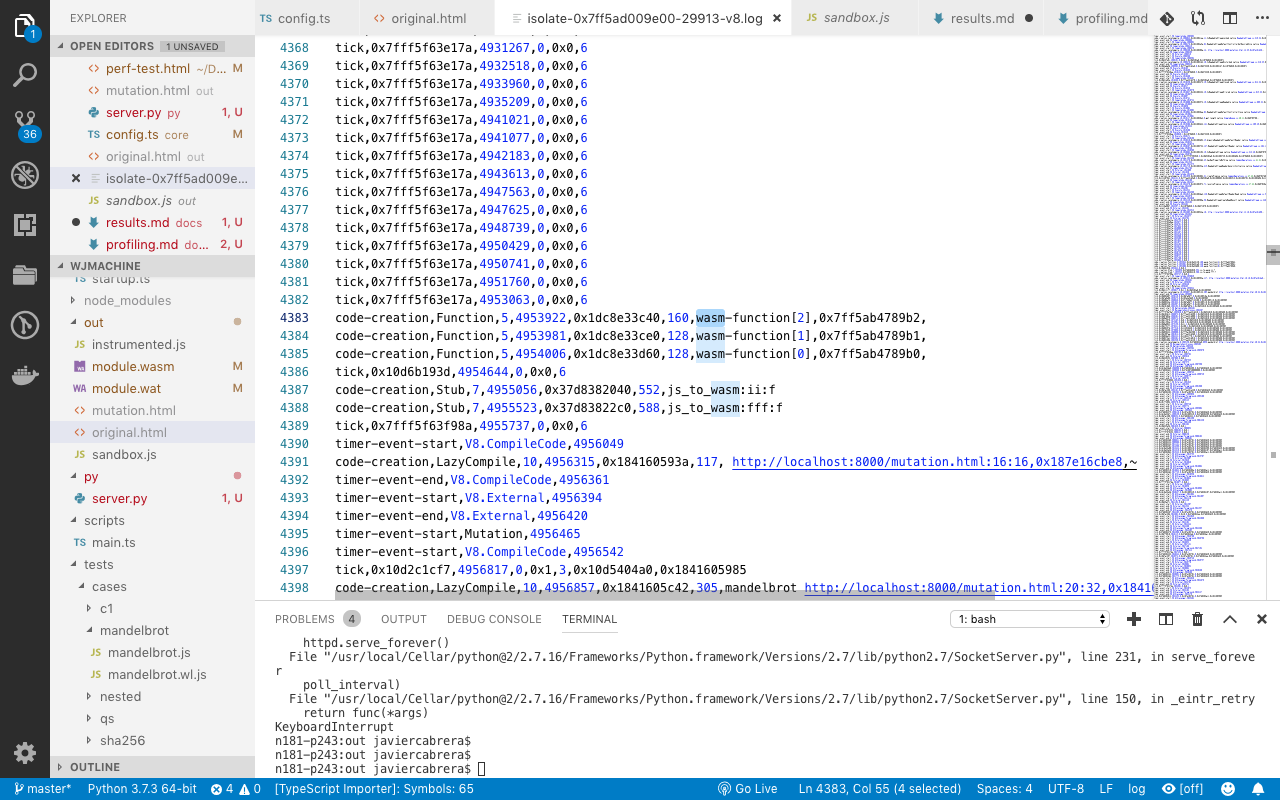 EXPLORER
config.ts
original.html
isolate-0x7ff5ad009e00-29913-v8.log
sandbox.js
results.md
profiling.md
OPEN EDITORS 1 UNSAVED
perf-test.html ~/D... M
mutation.html out
server.py py 1, U
config.ts core M
original.html out
isolate-0x7ff5ad009e...
sandbox.js out
results.md docs 1, U
profiling.md do... 2, U
WJMACHINE
startup.ts
node_modules
out
instrumented.js
module.wasm M
module.wat M
mutation.html
original.html
sandbox.js
py
server.py 1, U
scripts
main.ts
tests
cases
c1
mandelbrot
mandelbrot.js
mandelbrot.wl.js
nested
qs
sha256
OUTLINE
1
36
4368 tick,0x7fff5f63e17a,4931267,0,0x0,6
4369 tick,0x7fff5f63e17a,4932518,0,0x0,6
4370 tick,0x7fff5f63e17a,4933960,0,0x0,6
4371 tick,0x7fff5f63e17a,4935209,0,0x0,6
4372 tick,0x7fff5f63e17a,4941021,0,0x0,6
4373 tick,0x7fff5f63e17a,4941077,0,0x0,6
4374 tick,0x7fff5f63e17a,4942183,0,0x0,6
4375 tick,0x7fff5f63e17a,4943613,0,0x0,6
4376 tick,0x7fff5f63e17a,4947563,0,0x0,6
4377 tick,0x7fff5f63e17a,4947625,0,0x0,6
4378 tick,0x7fff5f63e17a,4948739,0,0x0,6
4379 tick,0x7fff5f63e17a,4950429,0,0x0,6
4380 tick,0x7fff5f63e17a,4950741,0,0x0,6
4381 tick,0x7fff5f63e17a,4951760,0,0x0,6
4382 tick,0x7fff5f63e17a,4953063,0,0x0,6
4383 code-creation,Function,5,4953922,0x1dc8e33c40,160,wasm-function[2],0x7ff5ab4789b2,
4384 code-creation,Function,5,4953981,0x1dc8e33ce0,128,wasm-function[1],0x7ff5ab4789b1,
4385 code-creation,Function,5,4954006,0x1dc8e33d60,128,wasm-function[0],0x7ff5ab4789b0,
4386 tick,0x10d6b193d,4954644,0,0x0,6
4387 code-creation,Stub,7,4955056,0x37d8382040,552,js_to_wasm:ii:f
4388 code-creation,Stub,7,4955523,0x37d83822c0,588,js_to_wasm:fff:f
4389 tick,0x7fff5f6df98f,4955737,0,0x0,6
4390 timer-event-start,V8.CompileCode,4956049
4391 code-creation,LazyCompile,10,4956315,0x184160593a,117, http://localhost:8000/mutation.html:16:16,0x187e16cbe8,~
4392 timer-event-end,V8.CompileCode,4956361
4393 timer-event-start,V8.External,4956394
4394 timer-event-end,V8.External,4956420
4395 timer-event-start,Mutation,4956465
4396 timer-event-start,V8.CompileCode,4956542
4397 tick,0x1ad2c1cf7,4956817,0,0x1,3,0x10d5404a0,0x1841605985
4398 code-creation,LazyCompile,10,4956857,0x1841605c42,305,mandelbrot http://localhost:8000/mutation.html:20:32,0x1841
PROBLEMS 4 OUTPUT DEBUG CONSOLE TERMINAL 1: bash
httpd.serve_forever()
File "/usr/local/Cellar/python@2/2.7.16/Frameworks/Python.framework/Versions/2.7/lib/python2.7/SocketServer.py", line 231, in serve_foreve
r
poll_interval)
File "/usr/local/Cellar/python@2/2.7.16/Frameworks/Python.framework/Versions/2.7/lib/python2.7/SocketServer.py", line 150, in _eintr_retry
return func(*args)
KeyboardInterrupt
n181-p243:out javiercabrera$
n181-p243:out javiercabrera$
n181-p243:out javiercabrera$
master* Python 3.7.3 64-bit 4 0 [TypeScript Importer]: Symbols: 65 Go Live Ln 4383, Col 55 (4 selected) Spaces: 4 UTF-8 LF log [off]